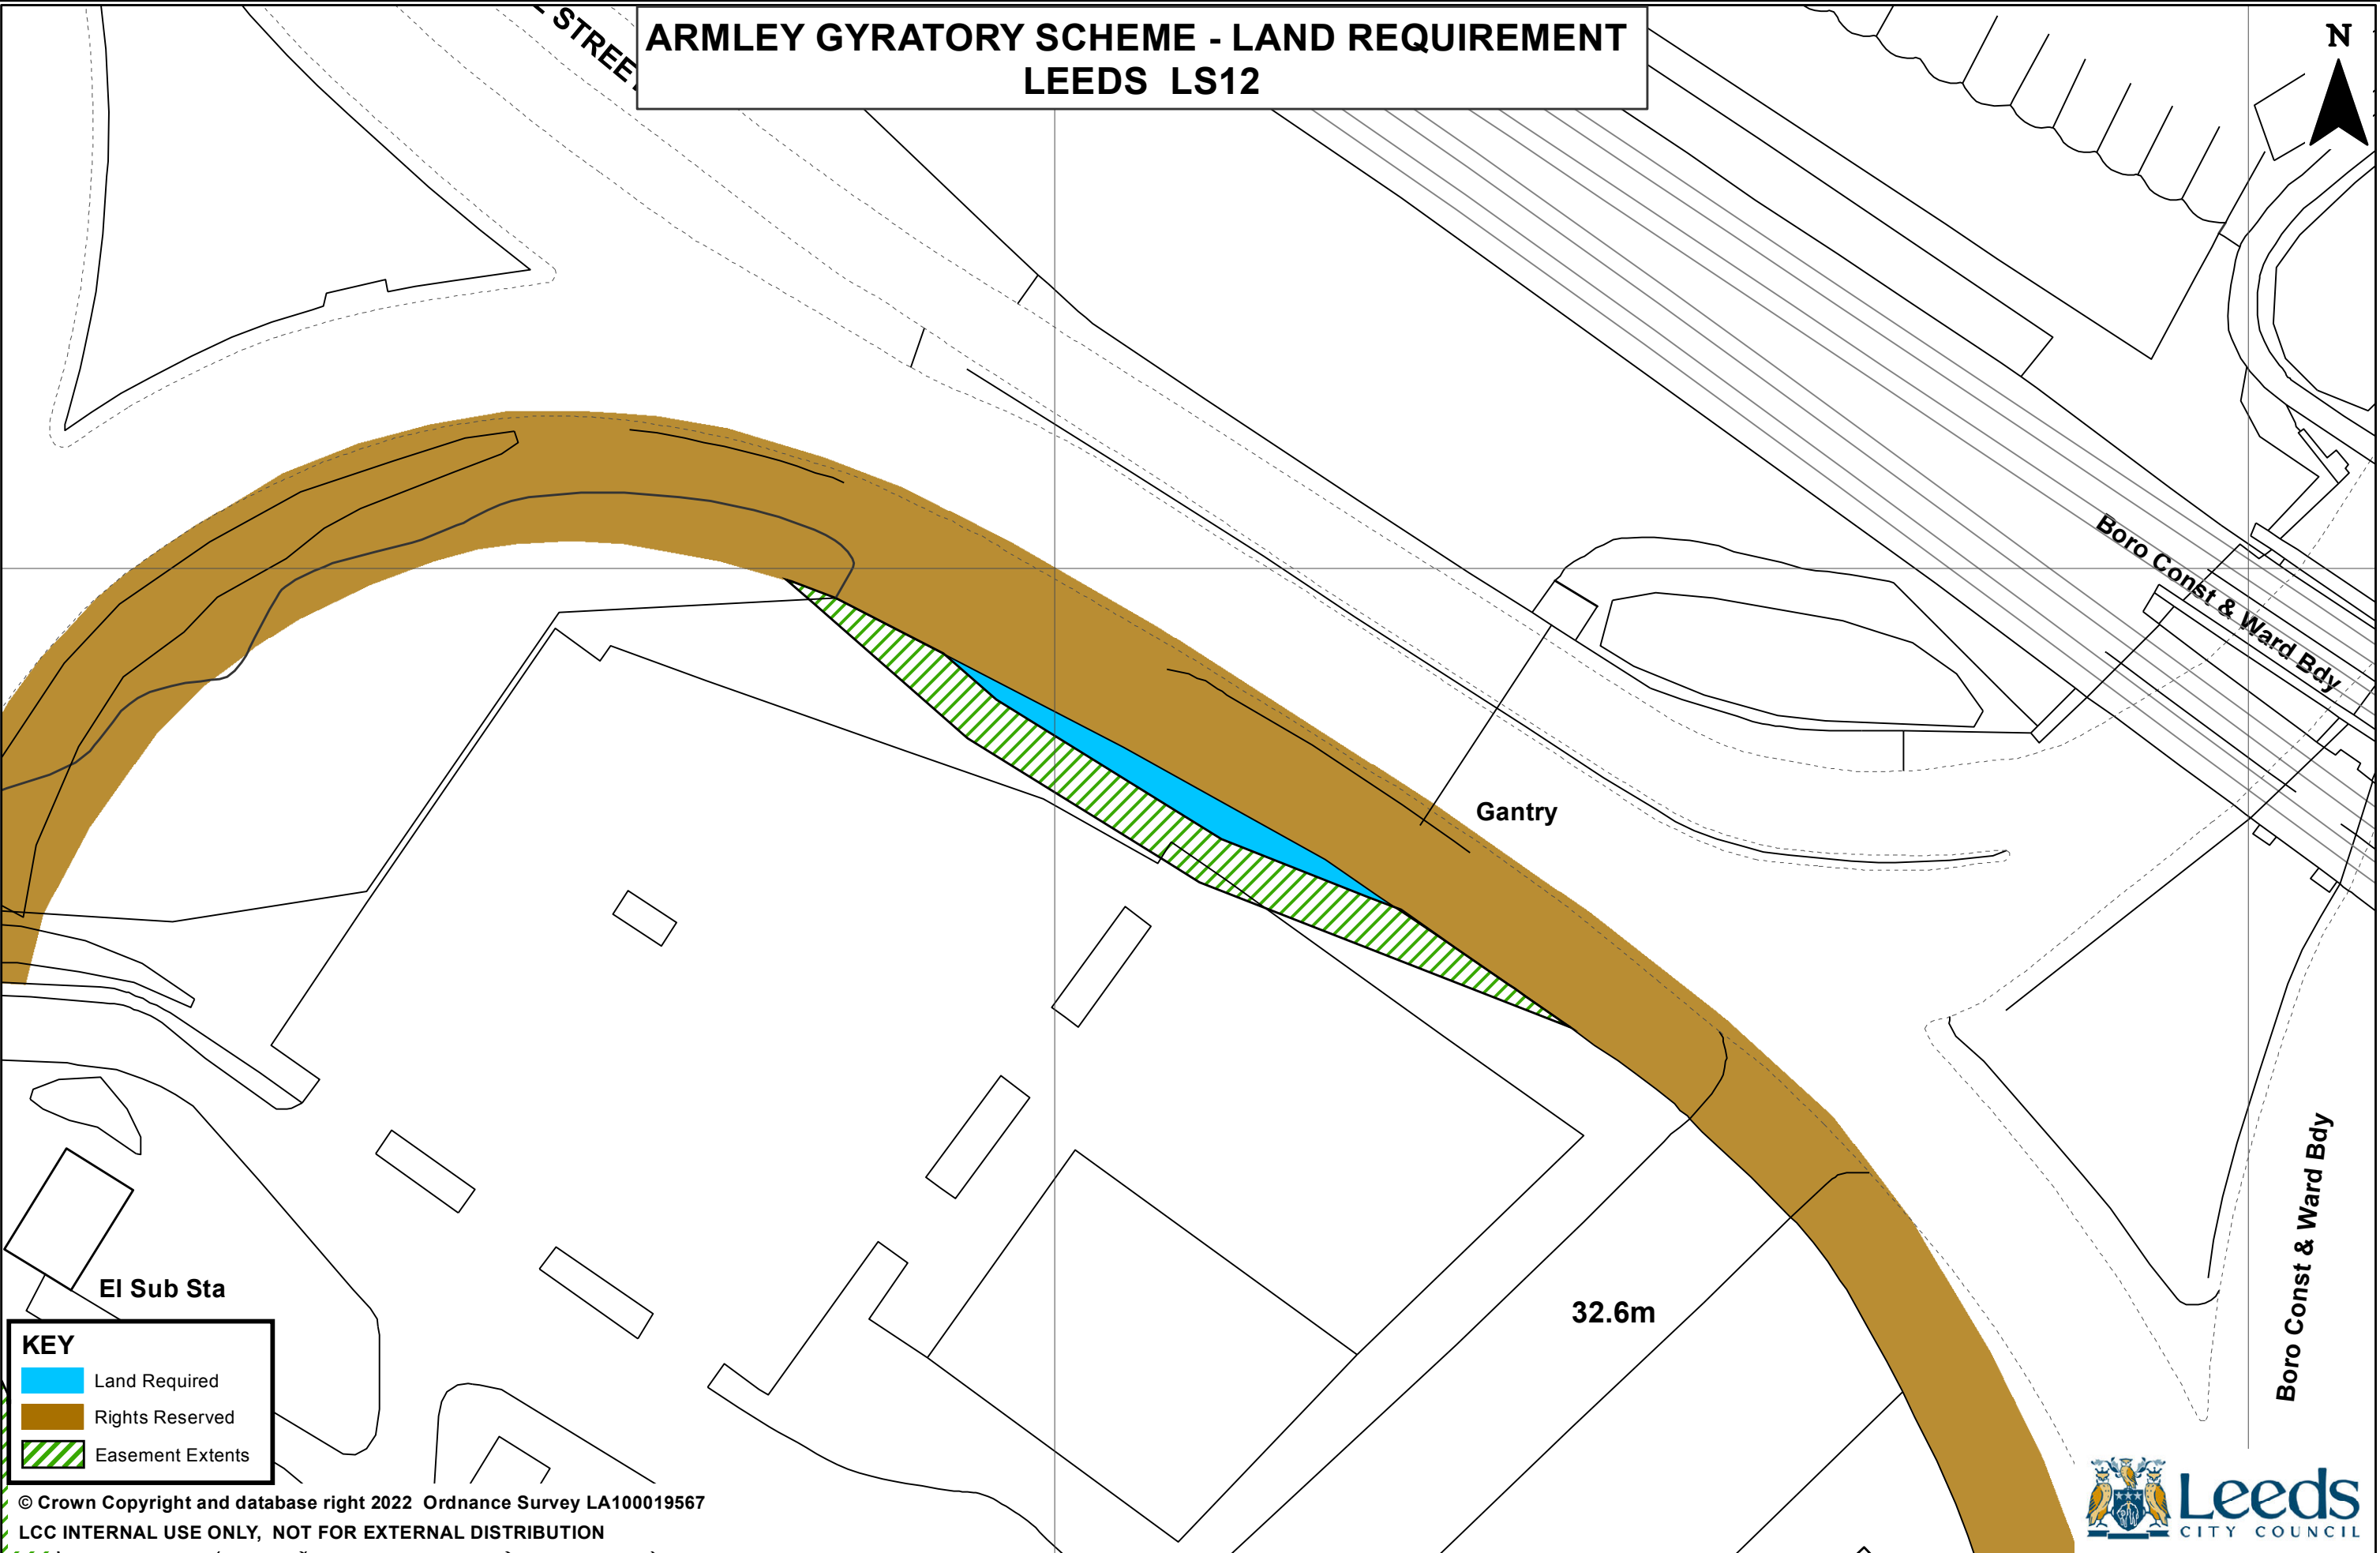 STREET
ARMLEY GYRATORY SCHEME - LAND REQUIREMENT
LEEDS LS12
N
Boro Const & Ward Bdy
Gantry
32.6m
Boro Const & Ward Bdy
El Sub Sta
KEY
Land Required
Rights Reserved
Easement Extents
© Crown Copyright and database right 2022 Ordnance Survey LA100019567
LCC INTERNAL USE ONLY, NOT FOR EXTERNAL DISTRIBUTION
Leeds
CITY COUNCIL